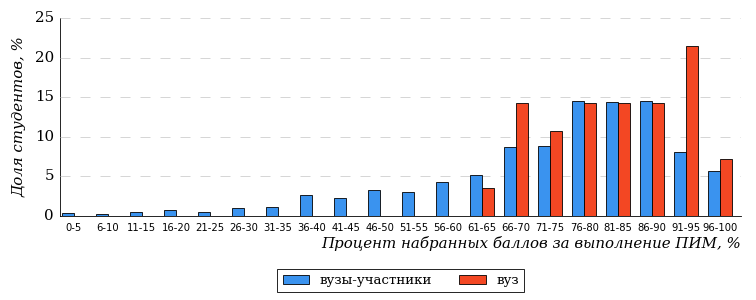 25
20
15
10
5
0
Доля студентов, %
0-5 6-10 11-15 16-20 21-25 26-30 31-35 36-40 41-45 46-50 51-55 56-60 61-65 66-70 71-75 76-80 81-85 86-90 91-95 96-100
Процент набранных баллов за выполнение ПИМ, %
вузы-участники вуз